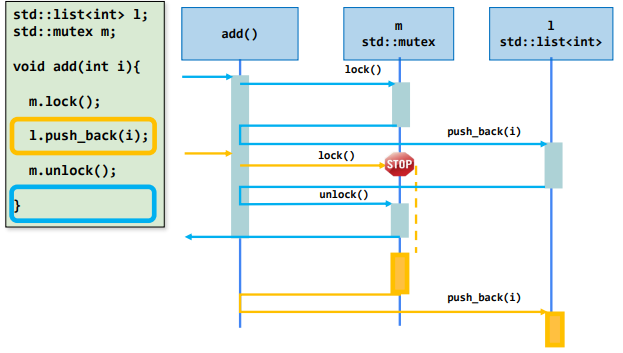 std::list<int> l;
std::mutex m;
void add(int i){
m.lock();
l.push_back(i);
m.unlock();
}
add()
m
std::mutex
l
std::list<int>
lock()
push_back(i)
lock()
STOP
unlock()
push_back(i)